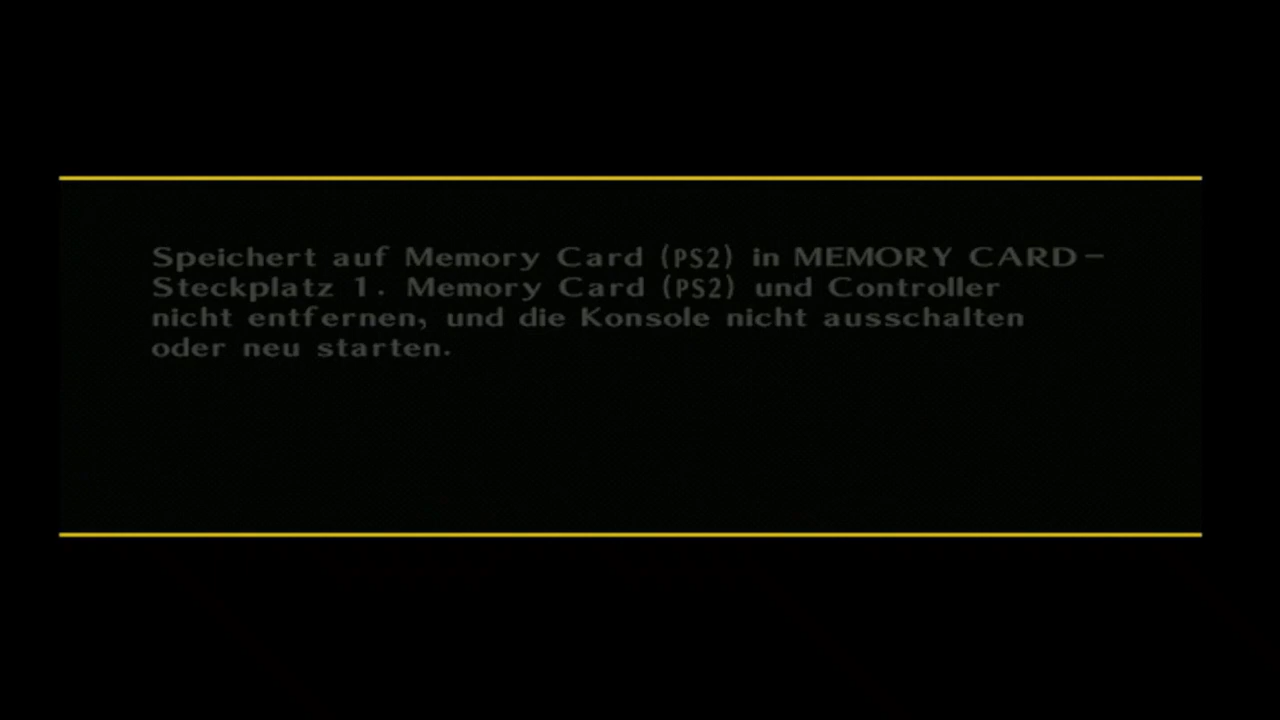 Speichert auf Memory Card (PS2) in MEMORY CARD-
Steckplatz 1. Memory Card (PS2) und Controller
nicht entfernen, und die Konsole nicht ausschalten
oder neu starten.